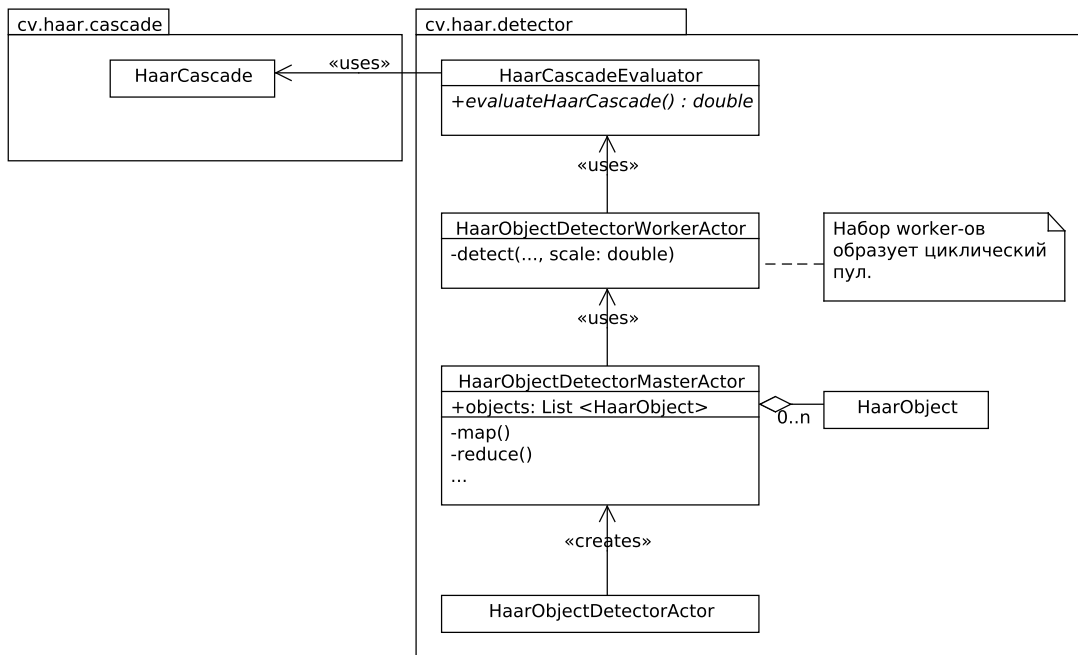 cv.haar.cascade
cv.haar.detector
HaarCascade
«uses»
HaarCascadeEvaluator
+evaluateHaarCascade() : double
«uses»
HaarObjectDetectorWorkerActor
-detect(..., scale: double)
Набор worker-ов
образует циклический
пул.
«uses»
HaarObjectDetectorMasterActor
+objects: List <HaarObject>
-map()
-reduce()
...
0..n
HaarObject
«creates»
HaarObjectDetectorActor